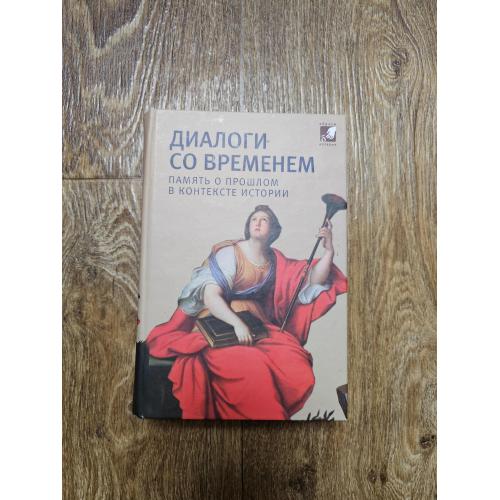 ДИАЛОГИ
СО ВРЕМЕНЕМ
ПАМЯТЬ О ПРОШЛОМ
В КОНТЕКСТЕ ИСТОРИИ